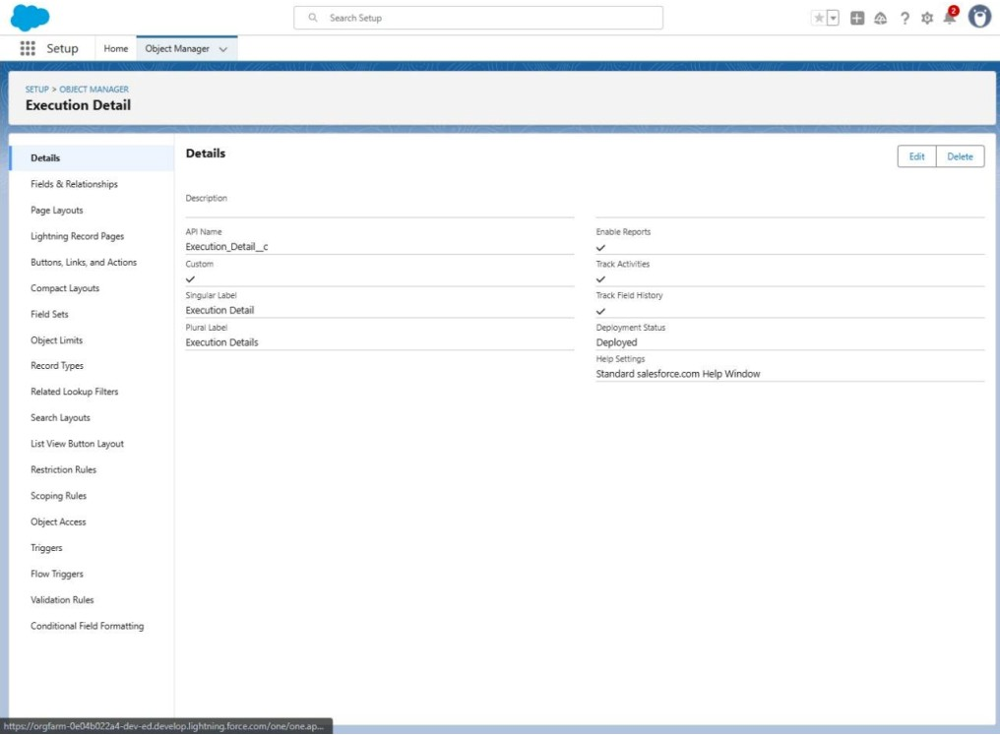 Search Setup
2
Setup
Home
Object Manager
SETUP > OBJECT MANAGER
Execution Detail
Details
Fields & Relationships
Page Layouts
Lightning Record Pages
Buttons, Links, and Actions
Compact Layouts
Field Sets
Object Limits
Record Types
Related Lookup Filters
Search Layouts
List View Button Layout
Restriction Rules
Scoping Rules
Object Access
Triggers
Flow Triggers
Validation Rules
Conditional Field Formatting
Details
Edit
Delete
Description
API Name
Execution_Detail__c
Custom
Singular Label
Execution Detail
Plural Label
Execution Details
Enable Reports
Track Activities
Track Field History
Deployment Status
Deployed
Help Settings
Standard salesforce.com Help Window
https://orgfarm-0e04b022a4-dev-ed.develop.lightning.force.com/one/one.ap...